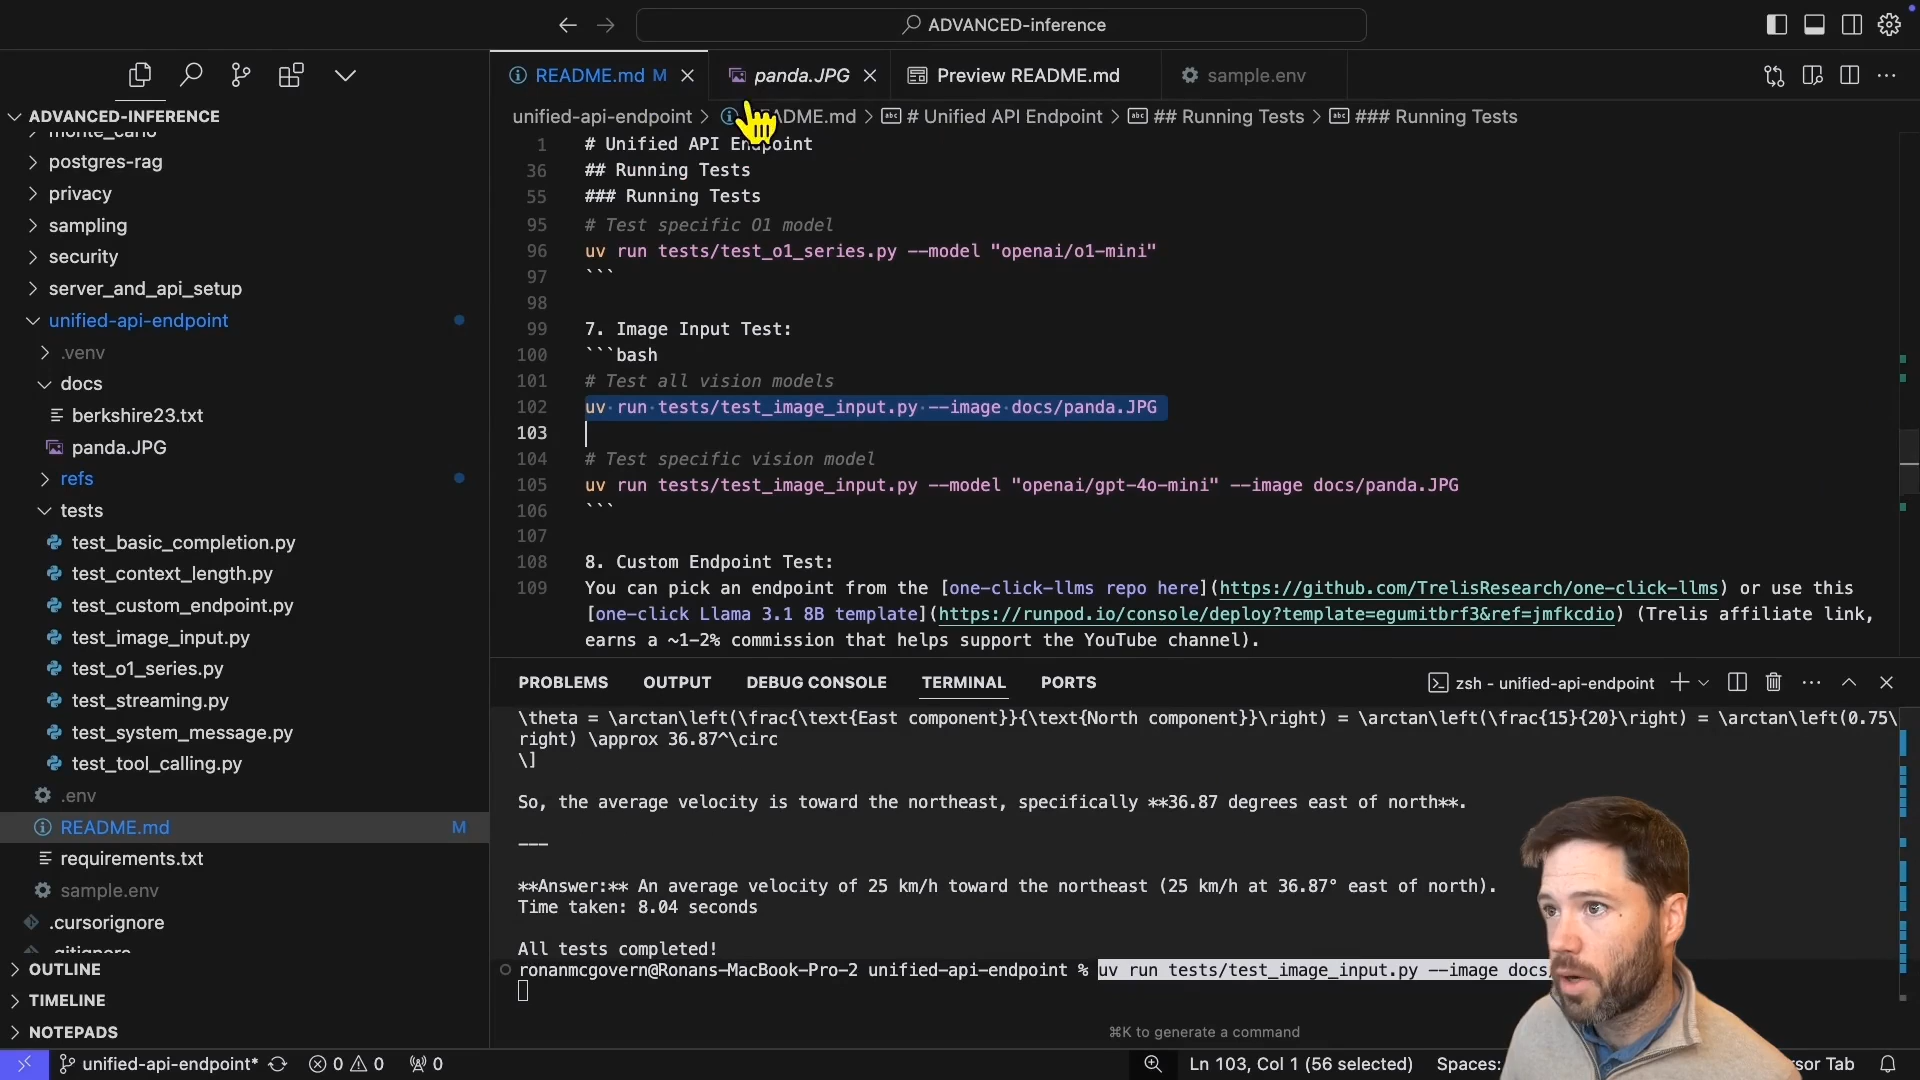 ADVANCED-inference
README.md M
panda.JPG
Preview README.md
sample.env
ADVANCED-INFERENCE
unified-api-endpoint > # Unified API Endpoint > ## Running Tests > ### Running Tests
postgres-rag
privacy
sampling
security
server_and_api_setup
unified-api-endpoint
.venv
docs
berkshire23.txt
panda.JPG
refs
tests
test_basic_completion.py
test_context_length.py
test_custom_endpoint.py
test_image_input.py
test_o1_series.py
test_streaming.py
test_system_message.py
test_tool_calling.py
.env
README.md M
requirements.txt
sample.env
.cursorignore
.gitignore
OUTLINE
TIMELINE
NOTEPADS
1 # Unified API Endpoint
36 ## Running Tests
55 ### Running Tests
95 # Test specific O1 model
96 uv run tests/test_o1_series.py --model "openai/o1-mini"
97 ```
98
99 7. Image Input Test:
100 ```bash
101 # Test all vision models
102 uv run tests/test_image_input.py --image docs/panda.JPG
103
104 # Test specific vision model
105 uv run tests/test_image_input.py --model "openai/gpt-4o-mini" --image docs/panda.JPG
106 ```
107
108 8. Custom Endpoint Test:
109 You can pick an endpoint from the [one-click-llms repo here](https://github.com/TrelisResearch/one-click-llms) or use this
[one-click Llama 3.1 8B template](https://runpod.io/console/deploy?template=egumitbrf3&ref=jmfkcdio) (Trelis affiliate link,
earns a ~1-2% commission that helps support the YouTube channel).
PROBLEMS OUTPUT DEBUG CONSOLE TERMINAL PORTS
zsh - unified-api-endpoint
\theta = \arctan\left(\frac{\text{East component}}{\text{North component}}\right) = \arctan\left(\frac{15}{20}\right) = \arctan\left(0.75\
right) \approx 36.87^\circ
\]
So, the average velocity is toward the northeast, specifically **36.87 degrees east of north**.
---
**Answer:** An average velocity of 25 km/h toward the northeast (25 km/h at 36.87° east of north).
Time taken: 8.04 seconds
All tests completed!
ronanmcgovern@Ronans-MacBook-Pro-2 unified-api-endpoint % uv run tests/test_image_input.py --image docs
⌘K to generate a command
unified-api-endpoint* 0 0 0
Ln 103, Col 1 (56 selected) Spaces: Tab